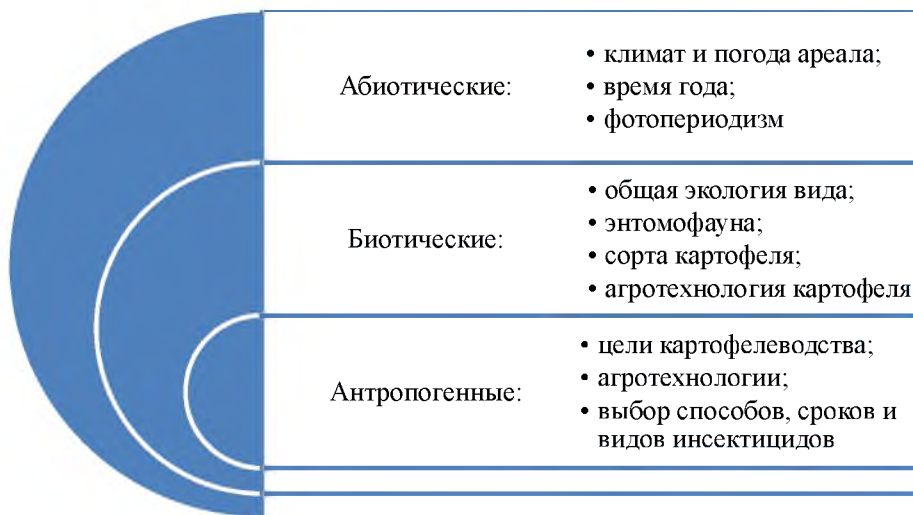 Абиотические:
• климат и погода ареала;
• время года;
• фотопериодизм
Биотические:
• общая экология вида;
• энтомофауна;
• сорта картофеля;
• агротехнология картофеля
Антропогенные:
• цели картофелеводства;
• агротехнологии;
• выбор способов, сроков и
видов инсектицидов